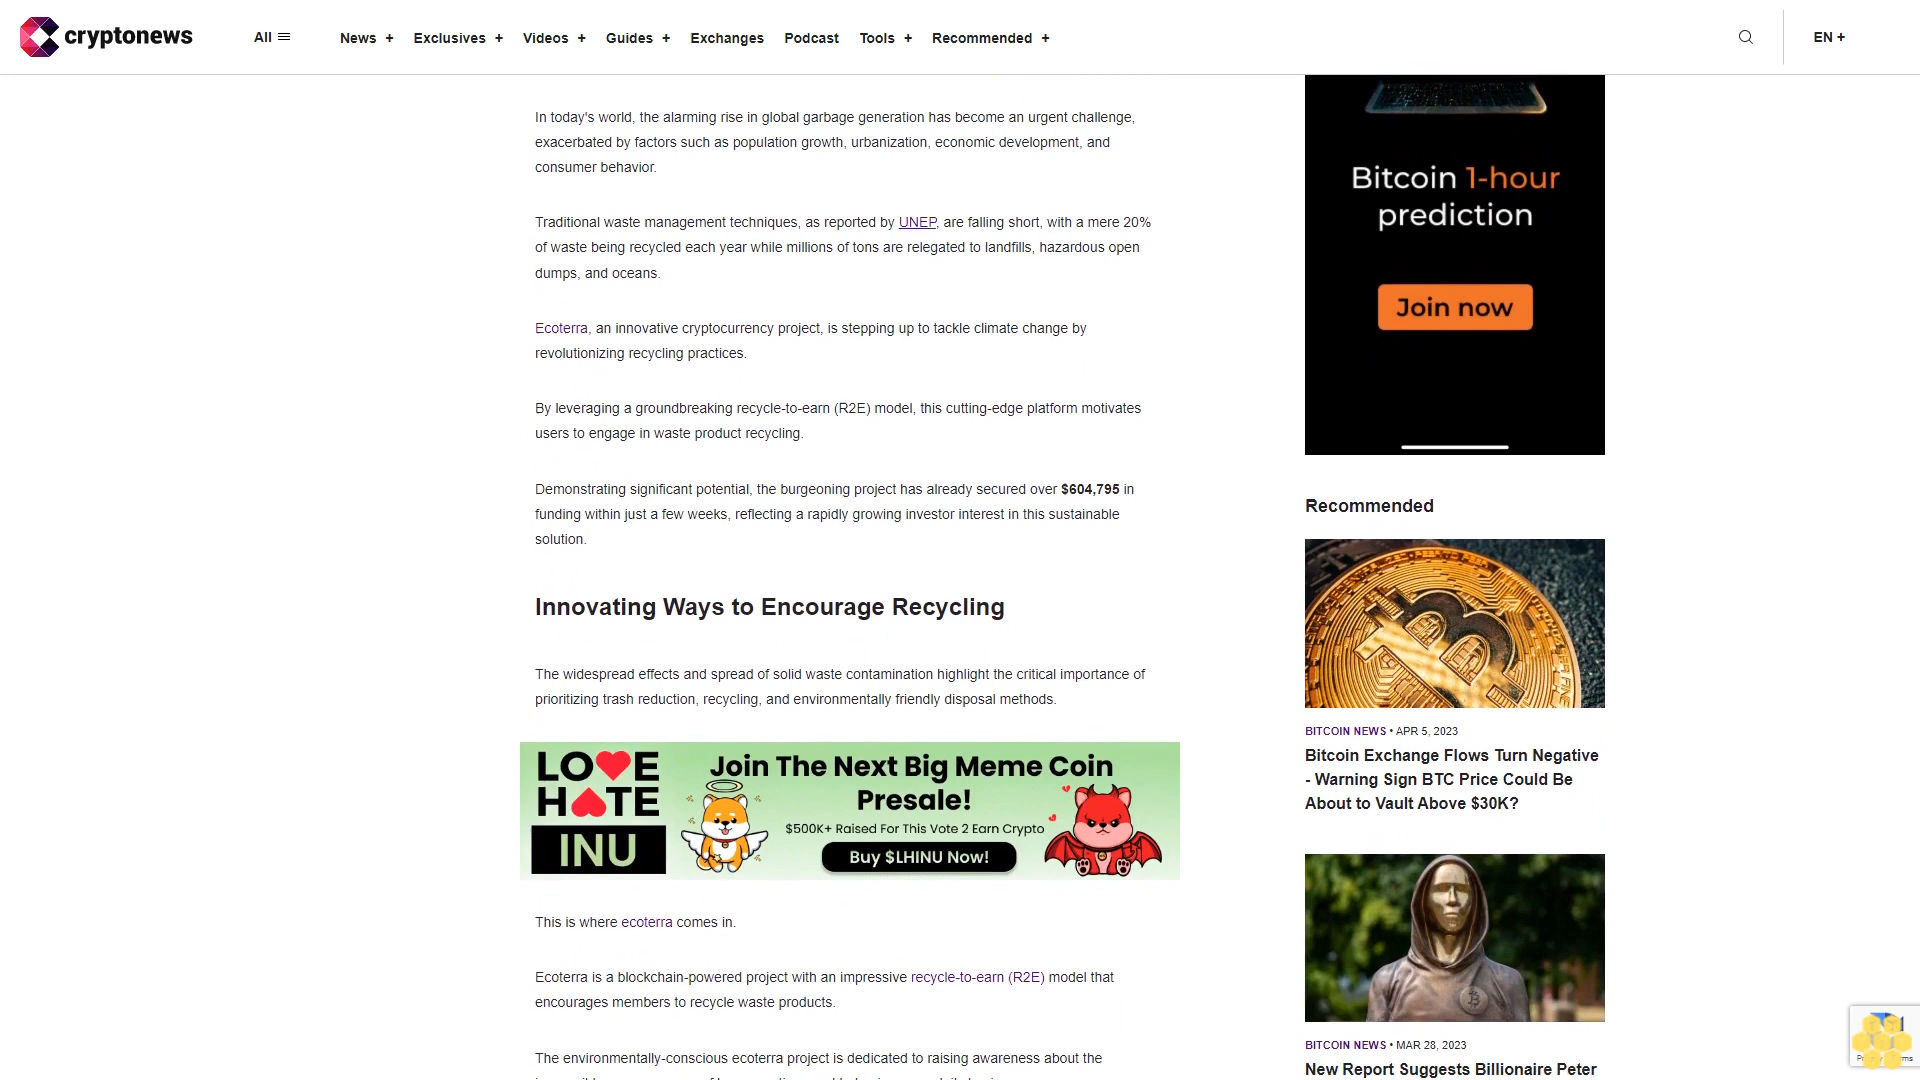 cryptonews
All
News +
Exclusives +
Videos +
Guides +
Exchanges
Podcast
Tools +
Recommended +
EN +
In today's world, the alarming rise in global garbage generation has become an urgent challenge,
exacerbated by factors such as population growth, urbanization, economic development, and
consumer behavior.
Traditional waste management techniques, as reported by UNEP, are falling short, with a mere 20%
of waste being recycled each year while millions of tons are relegated to landfills, hazardous open
dumps, and oceans.
Ecoterra, an innovative cryptocurrency project, is stepping up to tackle climate change by
revolutionizing recycling practices.
By leveraging a groundbreaking recycle-to-earn (R2E) model, this cutting-edge platform motivates
users to engage in waste product recycling.
Demonstrating significant potential, the burgeoning project has already secured over $604,795 in
funding within just a few weeks, reflecting a rapidly growing investor interest in this sustainable
solution.
Innovating Ways to Encourage Recycling
The widespread effects and spread of solid waste contamination highlight the critical importance of
prioritizing trash reduction, recycling, and environmentally friendly disposal methods.
LOVE
HATE
INU
Join The Next Big Meme Coin
Presale!
$500K+ Raised For This Vote 2 Earn Crypto
Buy $LHINU Now!
This is where ecoterra comes in.
Ecoterra is a blockchain-powered project with an impressive recycle-to-earn (R2E) model that
encourages members to recycle waste products.
The environmentally-conscious ecoterra project is dedicated to raising awareness about the
Bitcoin 1-hour
prediction
Join now
Recommended
BITCOIN NEWS • APR 5, 2023
Bitcoin Exchange Flows Turn Negative
- Warning Sign BTC Price Could Be
About to Vault Above $30K?
BITCOIN NEWS • MAR 28, 2023
New Report Suggests Billionaire Peter